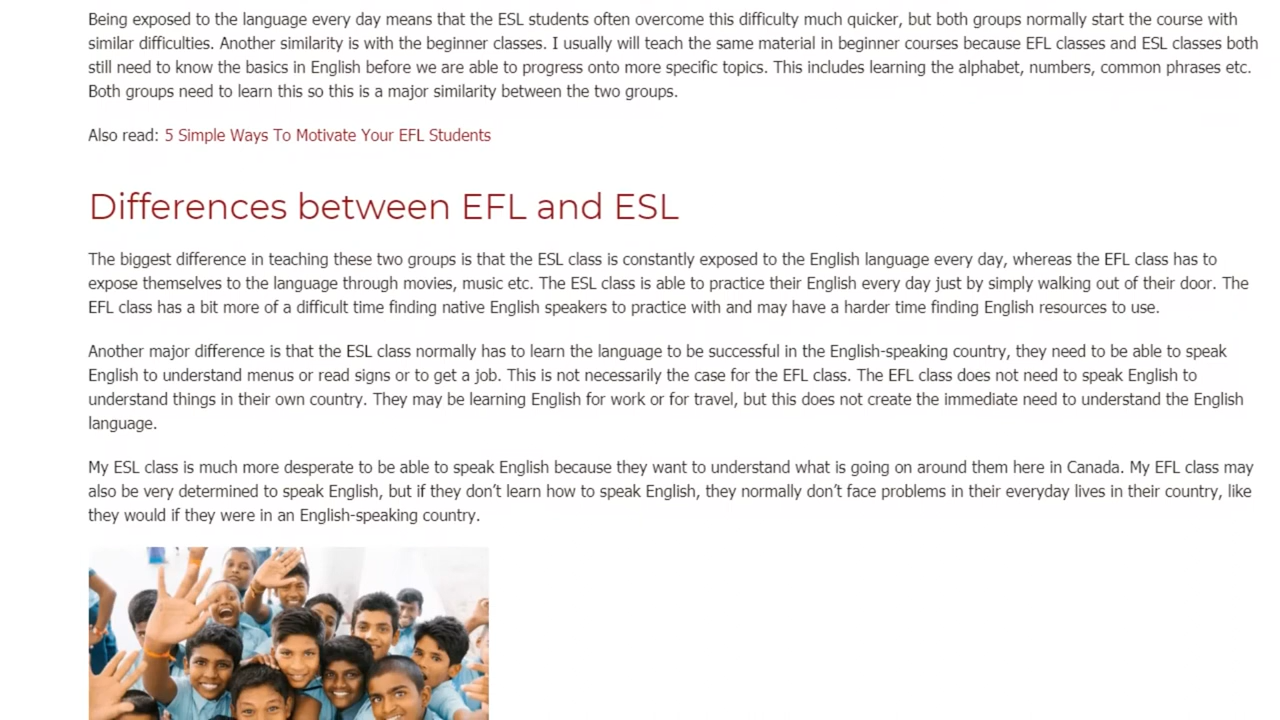 Being exposed to the language every day means that the ESL students often overcome this difficulty much quicker, but both groups normally start the course with
similar difficulties. Another similarity is with the beginner classes. I usually will teach the same material in beginner courses because EFL classes and ESL classes both
still need to know the basics in English before we are able to progress onto more specific topics. This includes learning the alphabet, numbers, common phrases etc.
Both groups need to learn this so this is a major similarity between the two groups.
Also read: 5 Simple Ways To Motivate Your EFL Students
Differences between EFL and ESL
The biggest difference in teaching these two groups is that the ESL class is constantly exposed to the English language every day, whereas the EFL class has to
expose themselves to the language through movies, music etc. The ESL class is able to practice their English every day just by simply walking out of their door. The
EFL class has a bit more of a difficult time finding native English speakers to practice with and may have a harder time finding English resources to use.
Another major difference is that the ESL class normally has to learn the language to be successful in the English-speaking country, they need to be able to speak
English to understand menus or read signs or to get a job. This is not necessarily the case for the EFL class. The EFL class does not need to speak English to
understand things in their own country. They may be learning English for work or for travel, but this does not create the immediate need to understand the English
language.
My ESL class is much more desperate to be able to speak English because they want to understand what is going on around them here in Canada. My EFL class may
also be very determined to speak English, but if they don’t learn how to speak English, they normally don’t face problems in their everyday lives in their country, like
they would if they were in an English-speaking country.